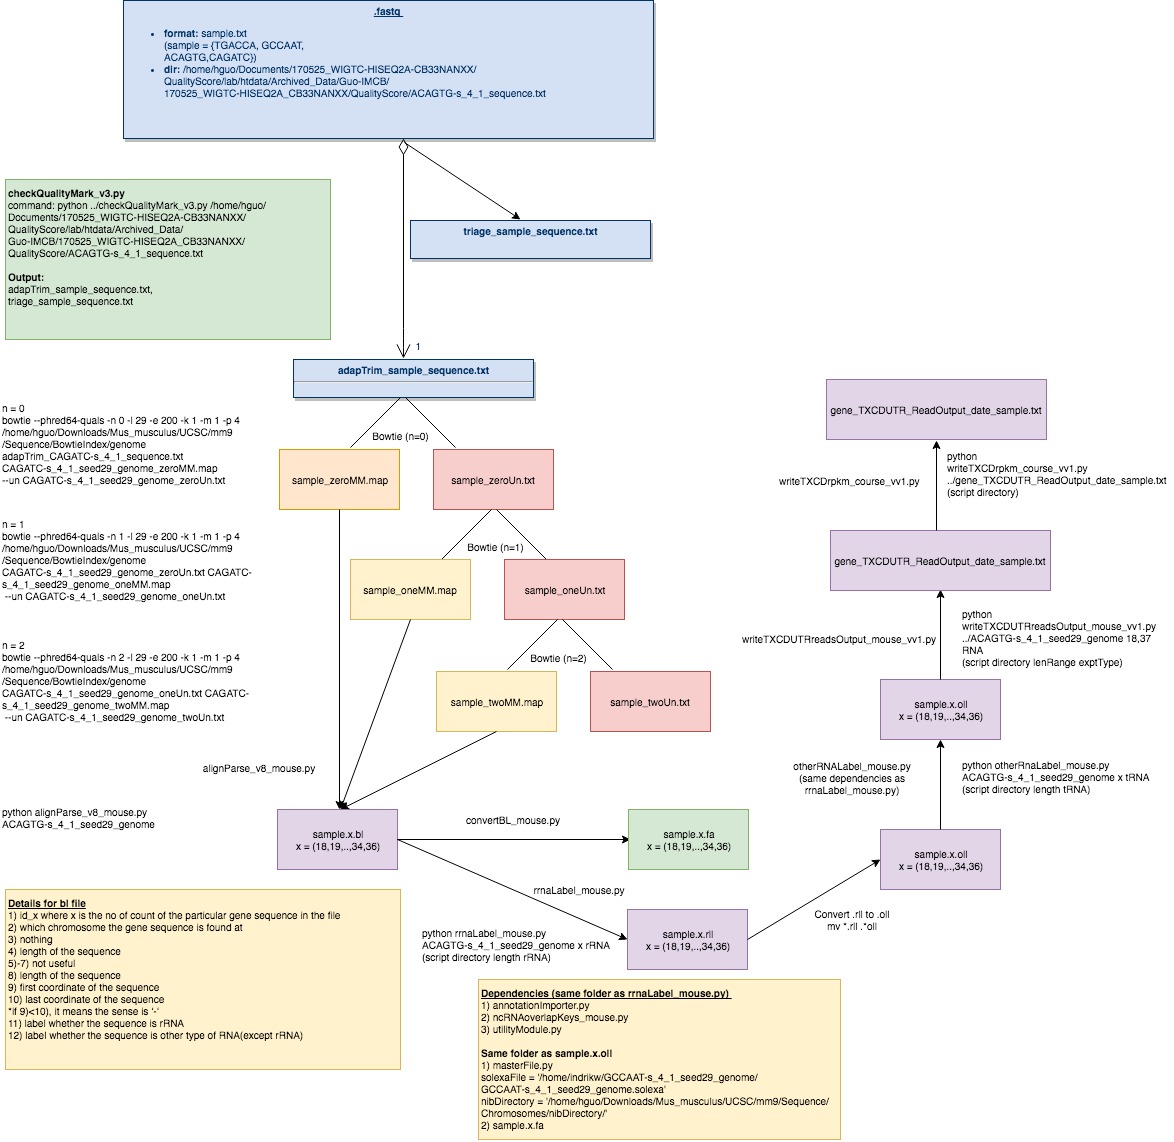 .fastq
• format: sample.txt
(sample = {TGACCA, GCCAAT,
ACAGTG,CAGATC})
• dir: /home/hguo/Documents/170525_WIGTC-HISEQ2A-CB33NANXX/
QualityScore/lab/htdata/Archived_Data/Guo-IMCB/
170525_WIGTC-HISEQ2A_CB33NANXX/QualityScore/ACAGTG-s_4_1_sequence.txt
checkQualityMark_v3.py
command: python ../checkQualityMark_v3.py /home/hguo/
Documents/170525_WIGTC-HISEQ2A-CB33NANXX/
QualityScore/lab/htdata/Archived_Data/
Guo-IMCB/170525_WIGTC-HISEQ2A_CB33NANXX/
QualityScore/ACAGTG-s_4_1_sequence.txt
Output:
adapTrim_sample_sequence.txt,
triage_sample_sequence.txt
triage_sample_sequence.txt
1
adapTrim_sample_sequence.txt
n = 0
bowtie --phred64-quals -n 0 -l 29 -e 200 -k 1 -m 1 -p 4
/home/hguo/Downloads/Mus_musculus/UCSC/mm9
/Sequence/BowtieIndex/genome
adapTrim_CAGATC-s_4_1_sequence.txt
CAGATC-s_4_1_seed29_genome_zeroMM.map
--un CAGATC-s_4_1_seed29_genome_zeroUn.txt
Bowtie (n=0)
sample_zeroMM.map
sample_zeroUn.txt
n = 1
bowtie --phred64-quals -n 1 -l 29 -e 200 -k 1 -m 1 -p 4
/home/hguo/Downloads/Mus_musculus/UCSC/mm9
/Sequence/BowtieIndex/genome
CAGATC-s_4_1_seed29_genome_zeroUn.txt CAGATC-
s_4_1_seed29_genome_oneMM.map
--un CAGATC-s_4_1_seed29_genome_oneUn.txt
Bowtie (n=1)
sample_oneMM.map
sample_oneUn.txt
n = 2
bowtie --phred64-quals -n 2 -l 29 -e 200 -k 1 -m 1 -p 4
/home/hguo/Downloads/Mus_musculus/UCSC/mm9
/Sequence/BowtieIndex/genome
CAGATC-s_4_1_seed29_genome_oneUn.txt CAGATC-
s_4_1_seed29_genome_twoMM.map
--un CAGATC-s_4_1_seed29_genome_twoUn.txt
Bowtie (n=2)
sample_twoMM.map
sample_twoUn.txt
alignParse_v8_mouse.py
python alignParse_v8_mouse.py
ACAGTG-s_4_1_seed29_genome
sample.x.bl
x = (18,19,..,34,36)
convertBL_mouse.py
sample.x.fa
x = (18,19,..,34,36)
rrnaLabel_mouse.py
python rrnaLabel_mouse.py
ACAGTG-s_4_1_seed29_genome x rRNA
(script directory length rRNA)
sample.x.rll
x = (18,19,..,34,36)
Convert .rll to .oll
mv *.rll .*oll
sample.x.oll
x = (18,19,..,34,36)
otherRNALabel_mouse.py
(same dependencies as
rrnaLabel_mouse.py)
python otherRnaLabel_mouse.py
ACAGTG-s_4_1_seed29_genome x tRNA
(script directory length tRNA)
sample.x.oll
x = (18,19,..,34,36)
writeTXCDUTRreadsOutput_mouse_vv1.py
python
writeTXCDUTRreadsOutput_mouse_vv1.py
../ACAGTG-s_4_1_seed29_genome 18,37
RNA
(script directory lenRange exptType)
gene_TXCDUTR_ReadOutput_date_sample.txt
writeTXCDrpkm_course_vv1.py
python
writeTXCDrpkm_course_vv1.py
../gene_TXCDUTR_ReadOutput_date_sample.txt
(script directory)
gene_TXCDUTR_ReadOutput_date_sample.txt
Details for bl file
1) id_x where x is the no of count of the particular gene sequence in the file
2) which chromosome the gene sequence is found at
3) nothing
4) length of the sequence
5)-7) not useful
8) length of the sequence
9) first coordinate of the sequence
10) last coordinate of the sequence
*if 9)<10), it means the sense is '-'
11) label whether the sequence is rRNA
12) label whether the sequence is other type of RNA(except rRNA)
Dependencies (same folder as rrnaLabel_mouse.py)
1) annotationImporter.py
2) ncRNAoverlapKeys_mouse.py
3) utilityModule.py
Same folder as sample.x.oll
1) masterFile.py
solexaFile = '/home/indrikw/GCCAAT-s_4_1_seed29_genome/
GCCAAT-s_4_1_seed29_genome.solexa'
nibDirectory = '/home/hguo/Downloads/Mus_musculus/UCSC/mm9/Sequence/
Chromosomes/nibDirectory/'
2) sample.x.fa